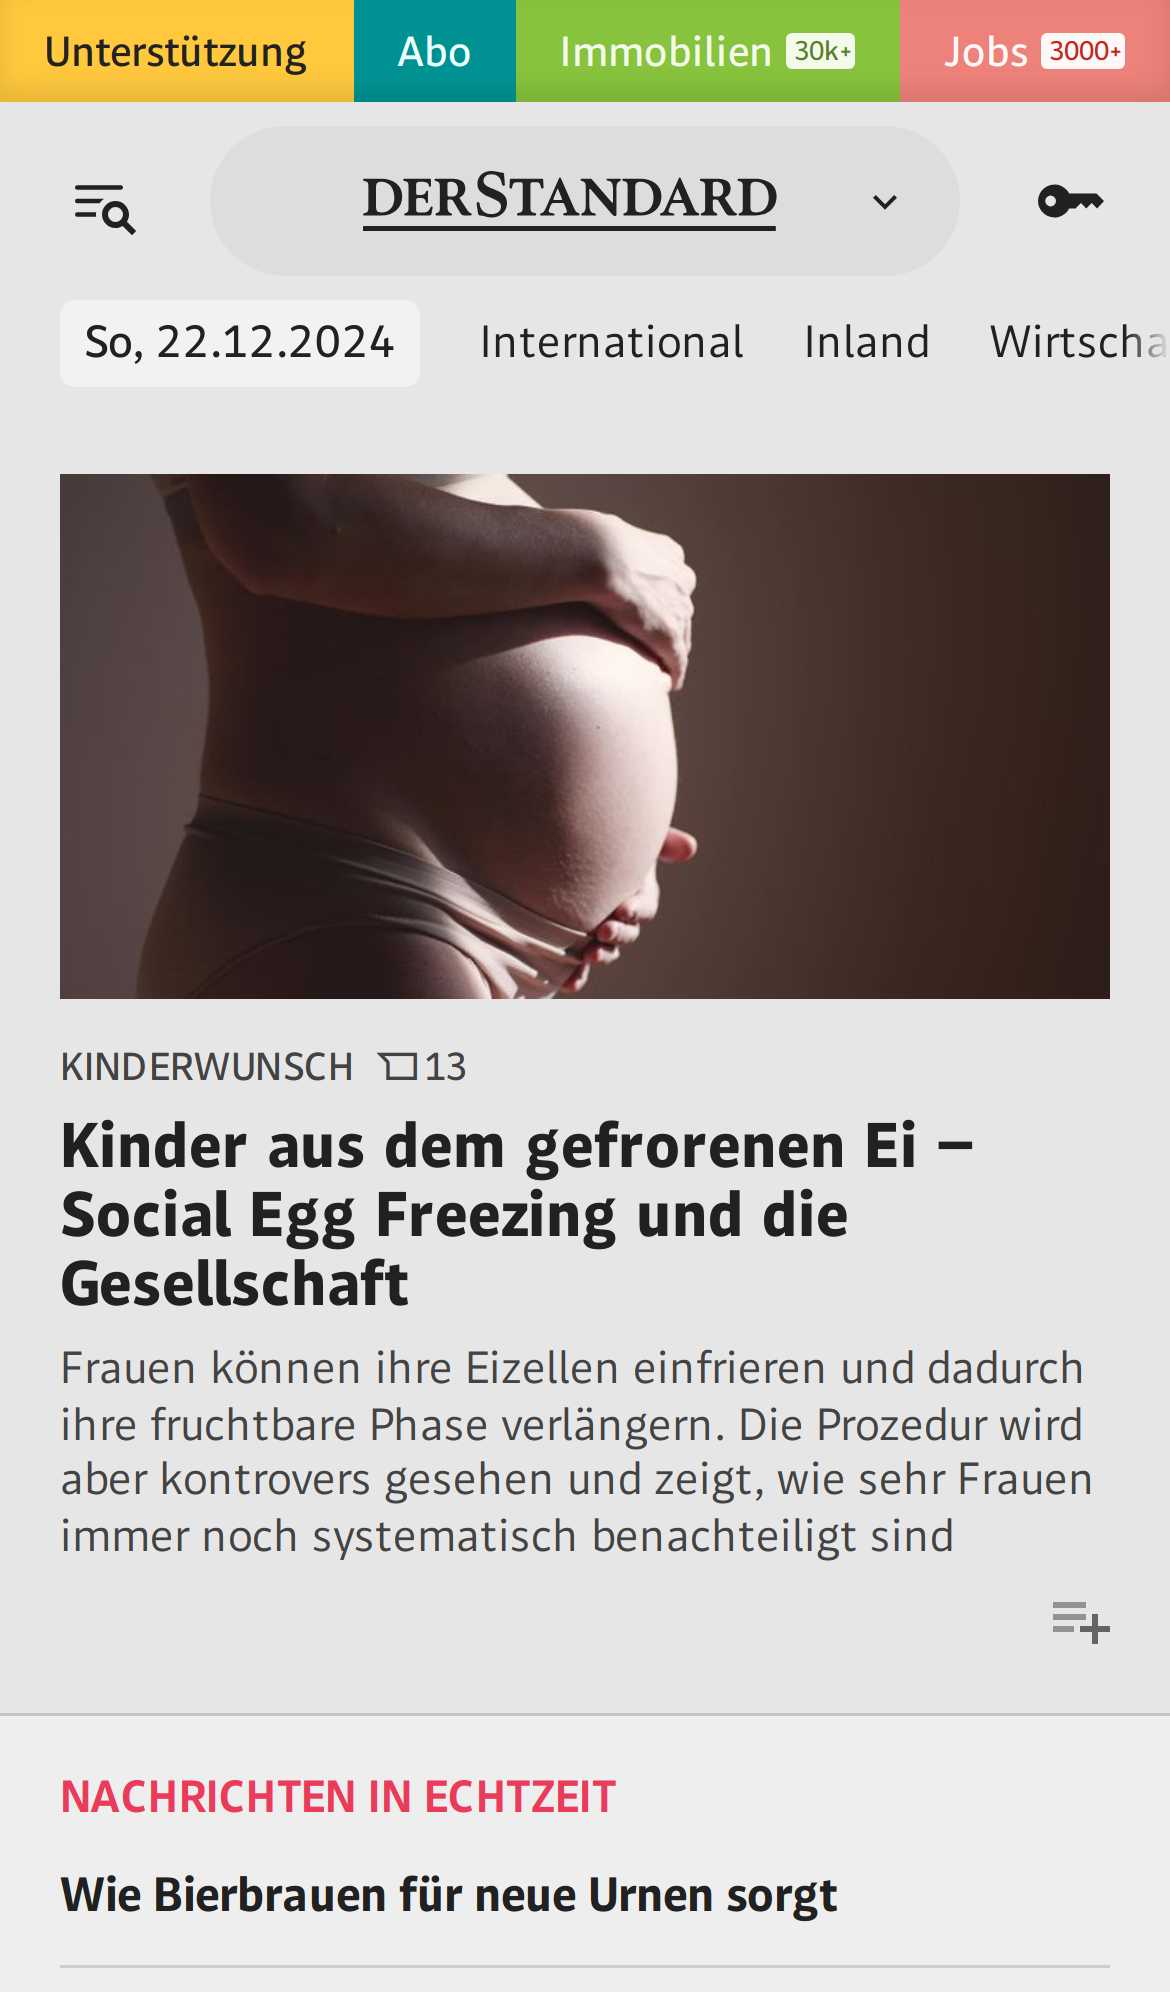 Unterstützung Abo Immobilien 30k+ Jobs 3000+
DERSTANDARD
So, 22.12.2024 International Inland Wirtscha
KINDERWUNSCH 13
Kinder aus dem gefrorenen Ei –
Social Egg Freezing und die
Gesellschaft
Frauen können ihre Eizellen einfrieren und dadurch
ihre fruchtbare Phase verlängern. Die Prozedur wird
aber kontrovers gesehen und zeigt, wie sehr Frauen
immer noch systematisch benachteiligt sind
NACHRICHTEN IN ECHTZEIT
Wie Bierbrauen für neue Urnen sorgt